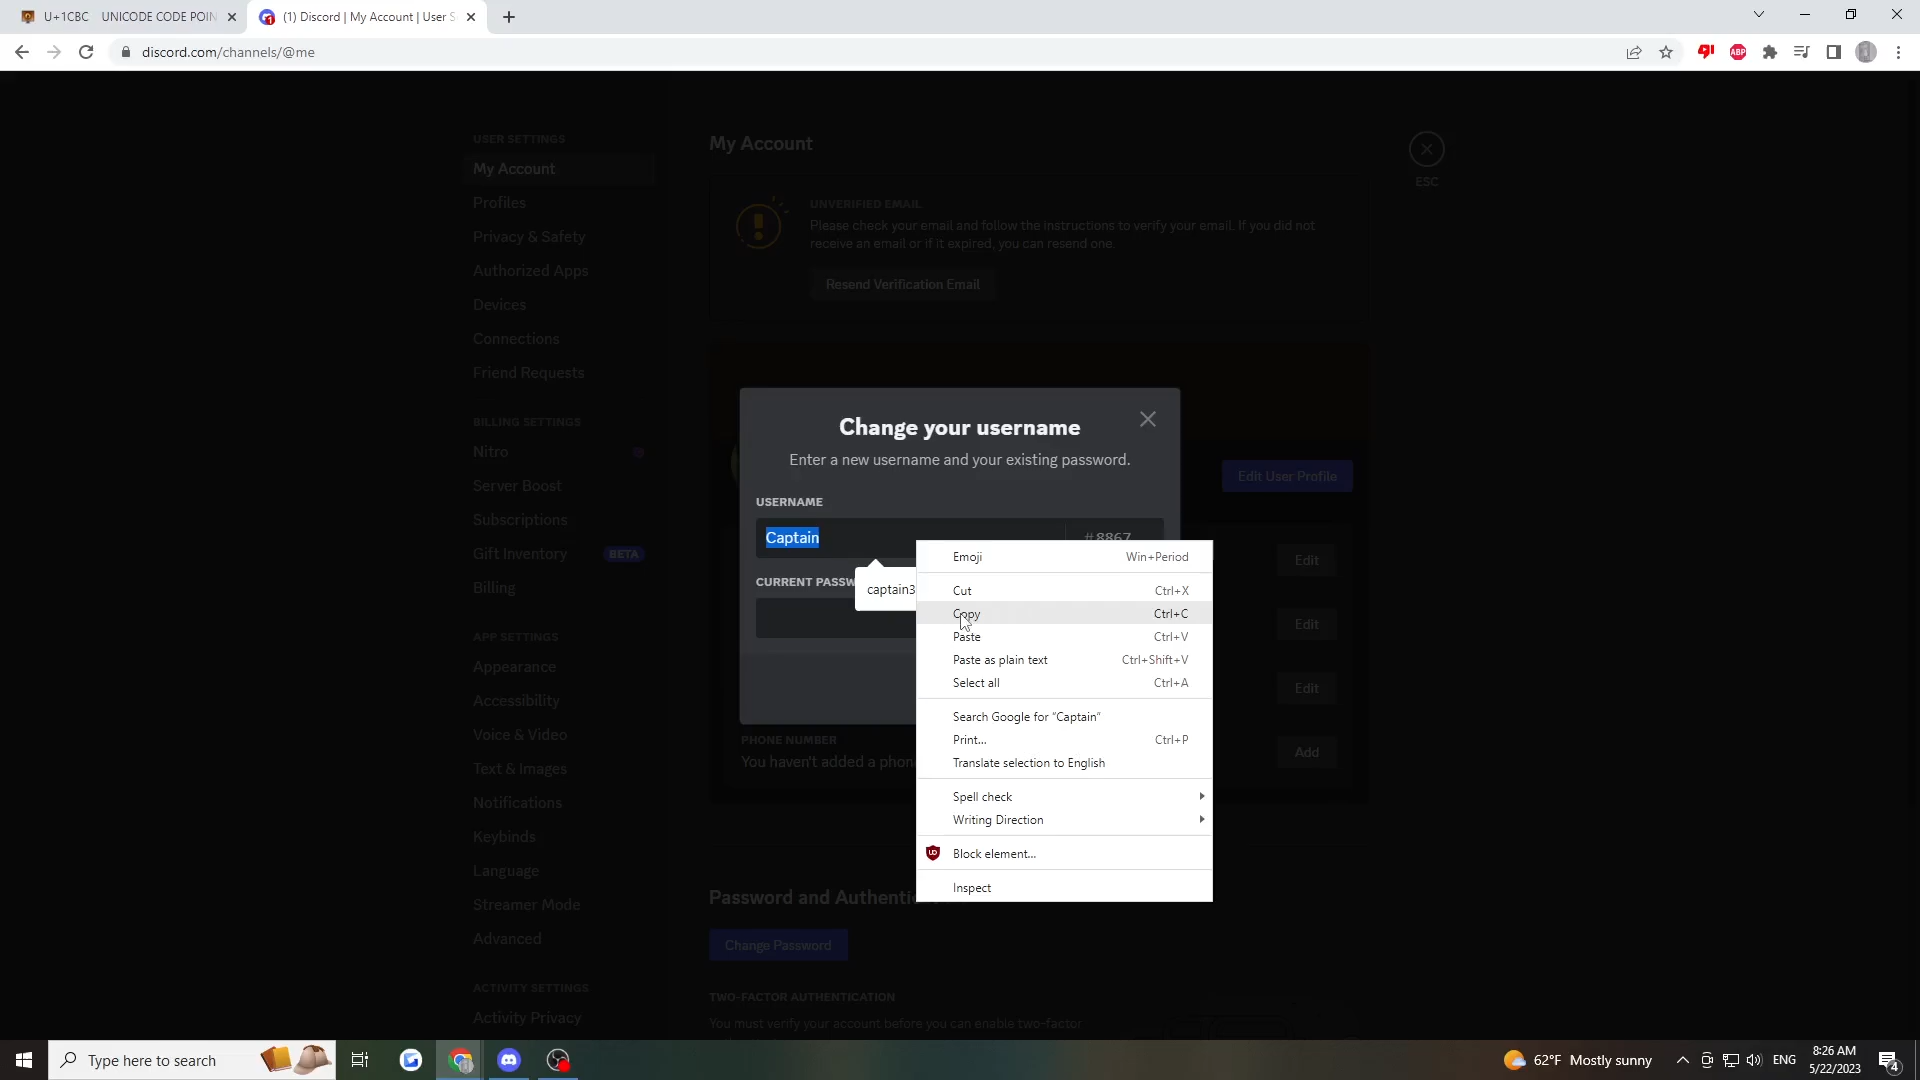 U+1CBC UNICODE CODE POIN
(1) Discord | My Account | User S
discord.com/channels/@me
ABP
USER SETTINGS
My Account
Profiles
Privacy & Safety
Authorized Apps
Devices
Connections
Friend Requests
BILLING SETTINGS
Nitro
Server Boost
Subscriptions
Gift Inventory BETA
Billing
APP SETTINGS
Appearance
Accessibility
Voice & Video
Text & Images
Notifications
Keybinds
Language
Streamer Mode
Advanced
ACTIVITY SETTINGS
Activity Privacy
My Account
ESC
UNVERIFIED EMAIL
Please check your email and follow the instructions to verify your email. If you did not
receive an email or if it expired, you can resend one.
Resend Verification Email
Edit User Profile
Change your username
Enter a new username and your existing password.
USERNAME
Captain #8867
CURRENT PASSW
captain3
Edit
Edit
Edit
PHONE NUMBER
You haven't added a phon
Add
Emoji Win+Period
Cut Ctrl+X
Copy Ctrl+C
Paste Ctrl+V
Paste as plain text Ctrl+Shift+V
Select all Ctrl+A
Search Google for "Captain"
Print... Ctrl+P
Translate selection to English
Spell check
Writing Direction
Block element...
Inspect
Password and Authenti
Change Password
TWO-FACTOR AUTHENTICATION
You must verify your account before you can enable two-factor
Type here to search
62°F Mostly sunny
ENG
8:26 AM
5/22/2023
4